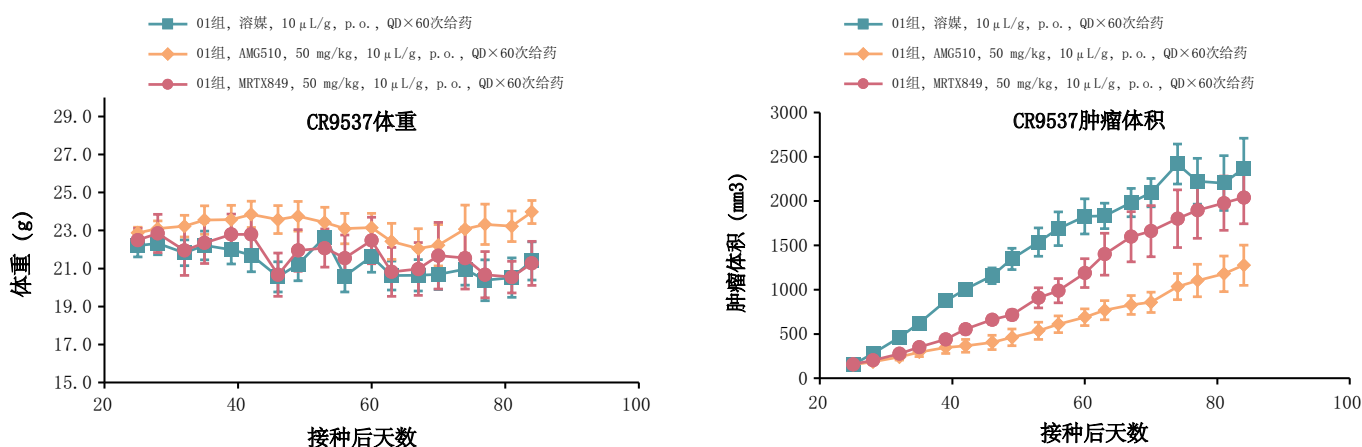 01组, 溶媒, 10μL/g, p.o., QD×60次给药
01组, AMG510, 50 mg/kg, 10μL/g, p.o., QD×60次给药
01组, MRTX849, 50 mg/kg, 10μL/g, p.o., QD×60次给药
CR9537体重
体重 (g)
29.0
27.0
25.0
23.0
21.0
19.0
17.0
15.0
20 40 60 80 100
接种后天数
01组, 溶媒, 10μL/g, p.o., QD×60次给药
01组, AMG510, 50 mg/kg, 10μL/g, p.o., QD×60次给药
01组, MRTX849, 50 mg/kg, 10μL/g, p.o., QD×60次给药
CR9537肿瘤体积
肿瘤体积 (mm3)
3000
2500
2000
1500
1000
500
0
20 40 60 80 100
接种后天数